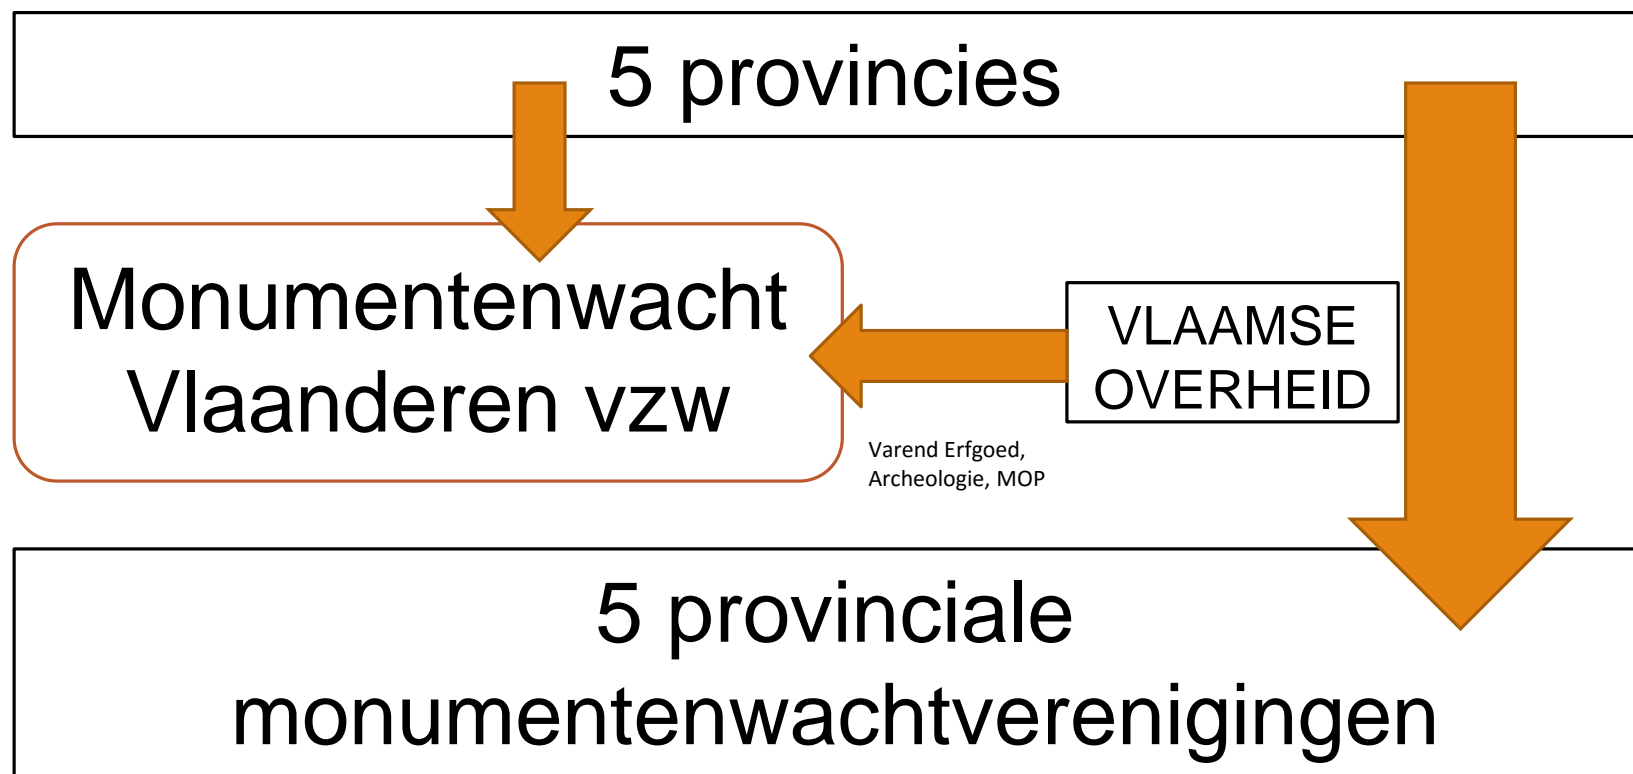 5 provincies
Monumentenwacht
Vlaanderen vzw
VLAAMSE
OVERHEID
Varend Erfgoed,
Archeologie, MOP
5 provinciale
monumentenwachtverenigingen